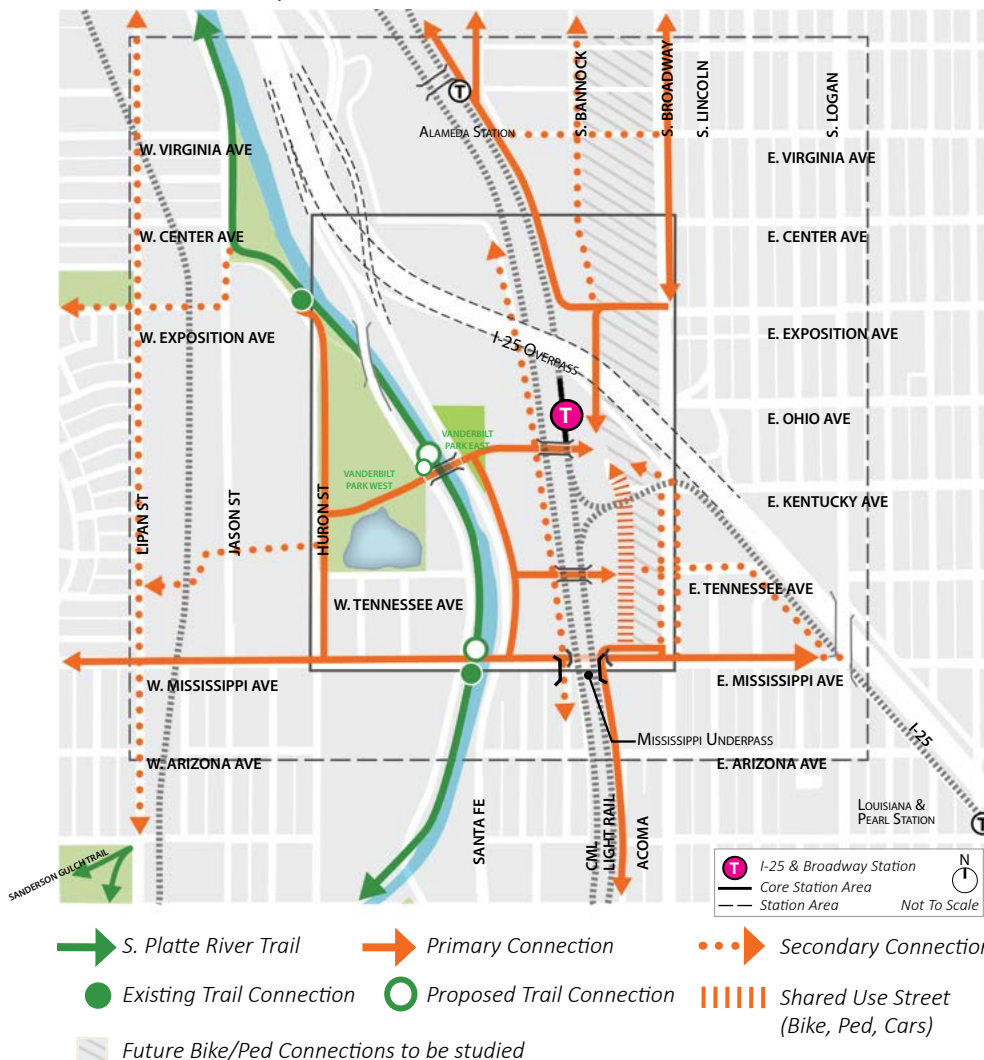 S. BANNOCK
S. BROADWAY
S. LINCOLN
S. LOGAN
T
ALAMEDA STATION
W. VIRGINIA AVE
E. VIRGINIA AVE
W. CENTER AVE
E. CENTER AVE
W. EXPOSITION AVE
E. EXPOSITION AVE
I-25 OVERPASS
T
E. OHIO AVE
VANDERBILT
PARK EAST
VANDERBILT
PARK WEST
E. KENTUCKY AVE
LIPAN ST
JASON ST
HURON ST
W. TENNESSEE AVE
E. TENNESSEE AVE
W. MISSISSIPPI AVE
E. MISSISSIPPI AVE
MISSISSIPPI UNDERPASS
I-25
W. ARIZONA AVE
E. ARIZONA AVE
SANTA FE
CML
LIGHT RAIL
ACOMA
LOUISIANA &
PEARL STATION
T
SANDERSON GULCH TRAIL
T I-25 & Broadway Station
N
Core Station Area
Station Area
Not To Scale
S. Platte River Trail
Primary Connection
Secondary Connection
Existing Trail Connection
Proposed Trail Connection
Shared Use Street
(Bike, Ped, Cars)
Future Bike/Ped Connections to be studied